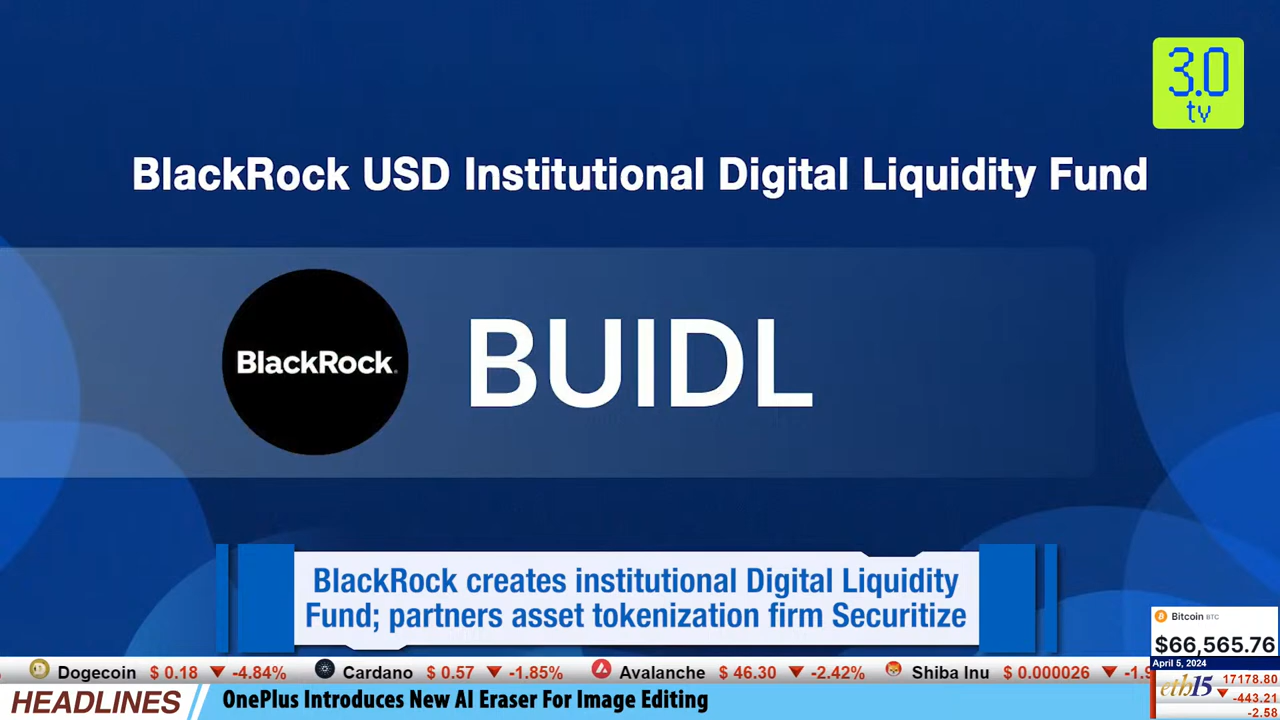 3.0
tv
BlackRock USD Institutional Digital Liquidity Fund
BlackRock.
BUIDL
BlackRock creates institutional Digital Liquidity
Fund; partners asset tokenization firm Securitize
Bitcoin BTC
$66,565.76
April 5, 2024
Dogecoin $ 0.18 ▼ -4.84% Cardano $ 0.57 ▼ -1.85% Avalanche $ 46.30 ▼ -2.42% Shiba Inu $ 0.000026 ▼ -1.9
eth15 17178.80
▼ -443.21
-2.58
HEADLINES OnePlus Introduces New AI Eraser For Image Editing